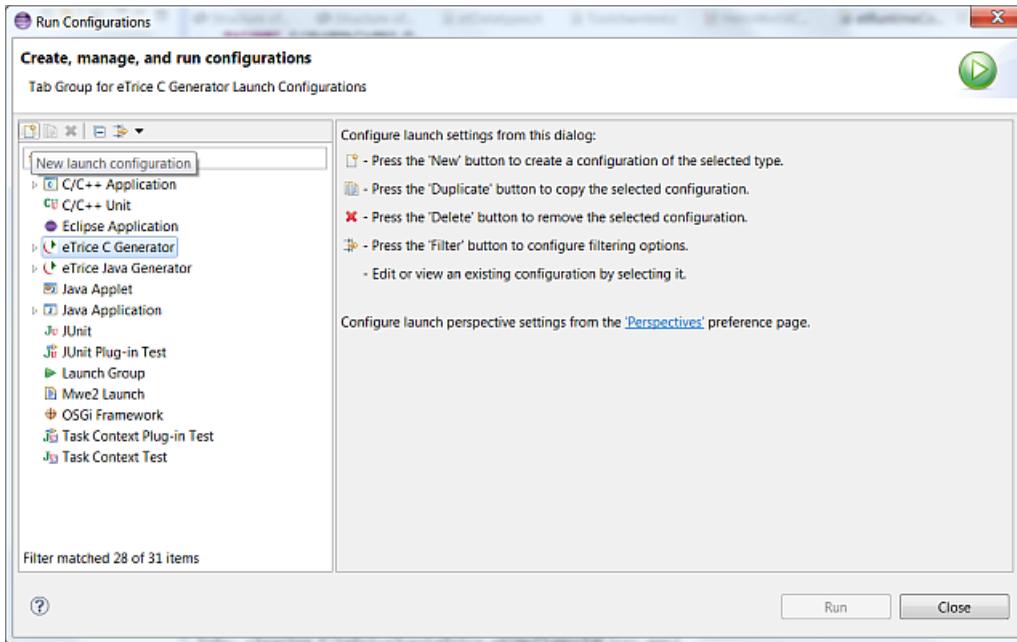 Run Configurations
Create, manage, and run configurations
Tab Group for eTrice C Generator Launch Configurations
New launch configuration
C/C++ Application
C/C++ Unit
Eclipse Application
eTrice C Generator
eTrice Java Generator
Java Applet
Java Application
JUnit
JUnit Plug-in Test
Launch Group
Mwe2 Launch
OSGi Framework
Task Context Plug-in Test
Task Context Test
Filter matched 28 of 31 items
Configure launch settings from this dialog:
- Press the 'New' button to create a configuration of the selected type.
- Press the 'Duplicate' button to copy the selected configuration.
- Press the 'Delete' button to remove the selected configuration.
- Press the 'Filter' button to configure filtering options.
- Edit or view an existing configuration by selecting it.
Configure launch perspective settings from the 'Perspectives' preference page.
Run
Close